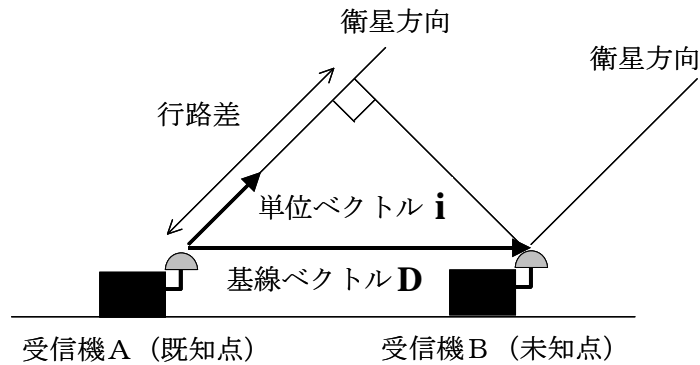 衛星方向
衛星方向
行路差
単位ベクトル i
基線ベクトル D
受信機A（既知点）
受信機B（未知点）